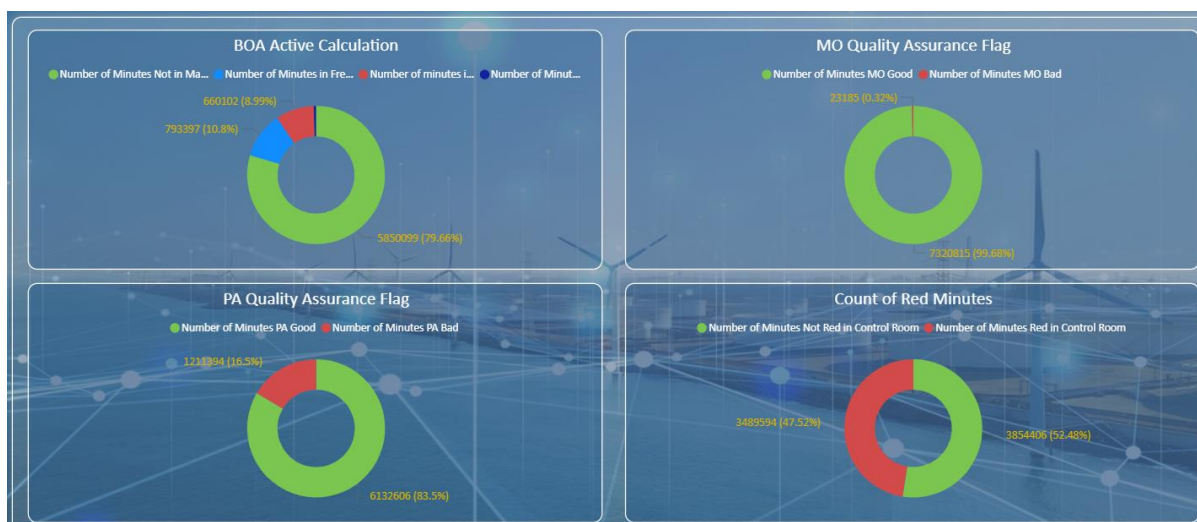 BOA Active Calculation
Number of Minutes Not in Ma... Number of Minutes in Fre... Number of minutes i... Number of Minut...
660102 (8.99%)
793397 (10.8%)
5850099 (79.66%)
MO Quality Assurance Flag
Number of Minutes MO Good Number of Minutes MO Bad
23185 (0.32%)
7320815 (99.68%)
PA Quality Assurance Flag
Number of Minutes PA Good Number of Minutes PA Bad
1211394 (16.5%)
6132606 (83.5%)
Count of Red Minutes
Number of Minutes Not Red in Control Room Number of Minutes Red in Control Room
3489594 (47.52%)
3854406 (52.48%)